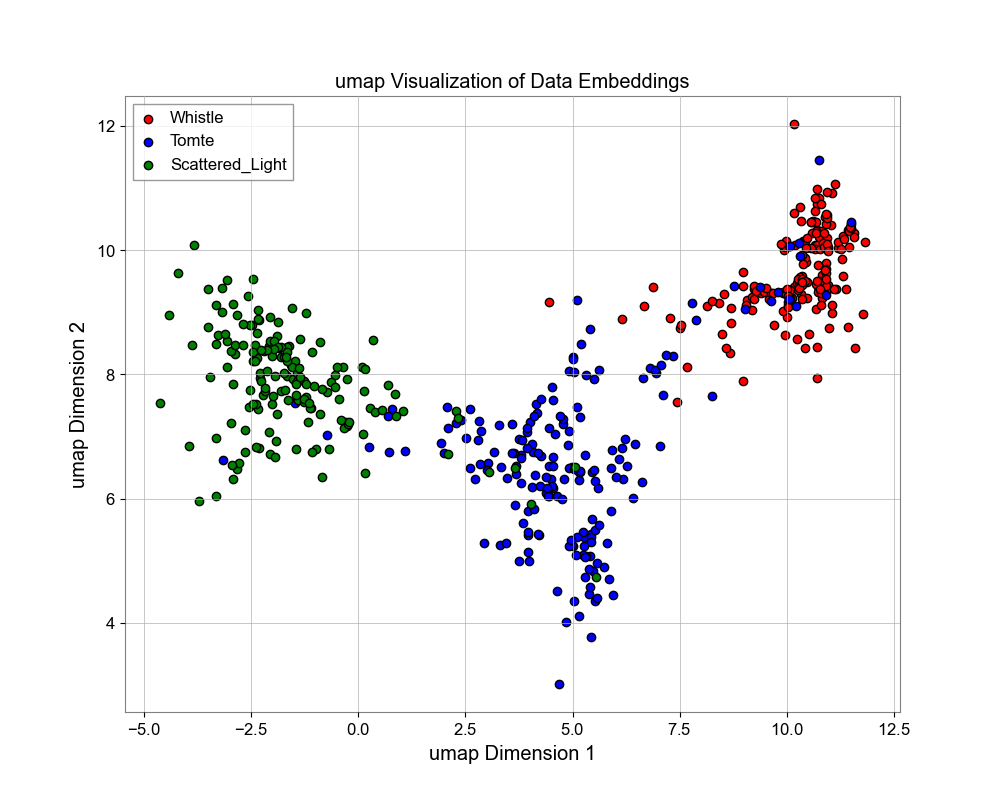 umap Visualization of Data Embeddings
Whistle
Tomte
Scattered_Light
12
10
8
6
4
umap Dimension 2
−5.0 −2.5 0.0 2.5 5.0 7.5 10.0 12.5
umap Dimension 1